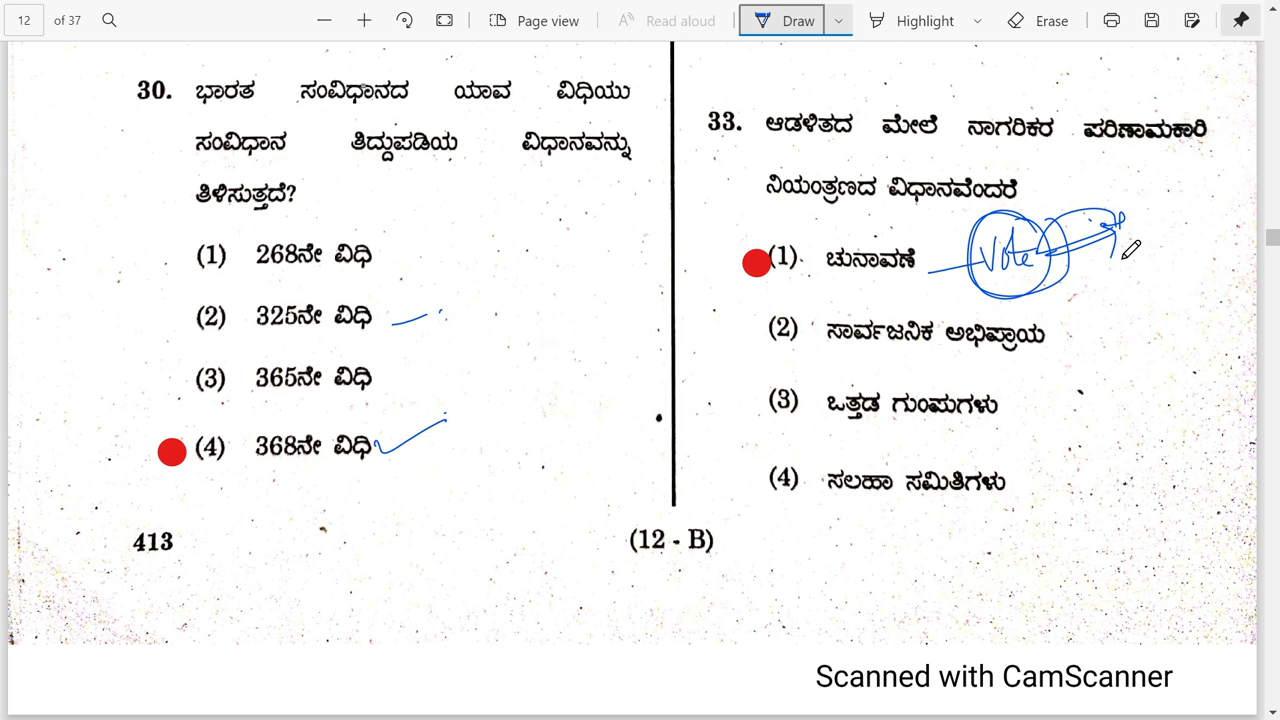 12 of 37 Page view Read aloud Draw Highlight Erase
30. ಭಾರತ ಸಂವಿಧಾನದ ಯಾವ ವಿಧಿಯು
ಸಂವಿಧಾನ ತಿದ್ದುಪಡಿಯ ವಿಧಾನವನ್ನು
ತಿಳಿಸುತ್ತದೆ?
(1) 268ನೇ ವಿಧಿ
(2) 325ನೇ ವಿಧಿ
(3) 365ನೇ ವಿಧಿ
(4) 368ನೇ ವಿಧಿ
33. ಆಡಳಿತದ ಮೇಲೆ ನಾಗರಿಕರ ಪರಿಣಾಮಕಾರಿ
ನಿಯಂತ್ರಣದ ವಿಧಾನವೆಂದರೆ
(1) ಚುನಾವಣೆ Vote
(2) ಸಾರ್ವಜನಿಕ ಅಭಿಪ್ರಾಯ
(3) ಒತ್ತಡ ಗುಂಪುಗಳು
(4) ಸಲಹಾ ಸಮಿತಿಗಳು
413
(12 - B)
Scanned with CamScanner